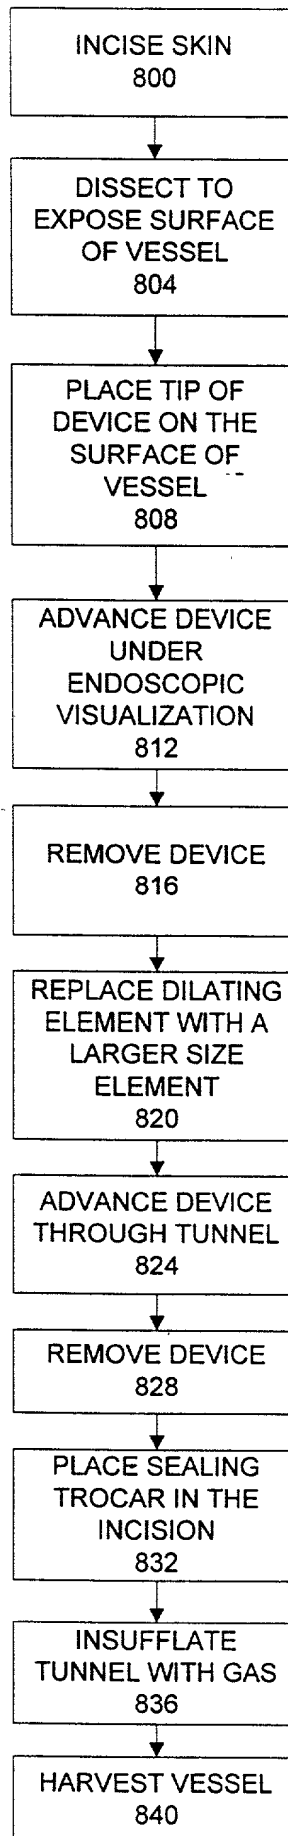 INCISE SKIN
800
DISSECT TO
EXPOSE SURFACE
OF VESSEL
804
PLACE TIP OF
DEVICE ON THE
SURFACE OF
VESSEL
808
ADVANCE DEVICE
UNDER
ENDOSCOPIC
VISUALIZATION
812
REMOVE DEVICE
816
REPLACE DILATING
ELEMENT WITH A
LARGER SIZE
ELEMENT
820
ADVANCE DEVICE
THROUGH TUNNEL
824
REMOVE DEVICE
828
PLACE SEALING
TROCAR IN THE
INCISION
832
INSUFFLATE
TUNNEL WITH GAS
836
HARVEST VESSEL
840